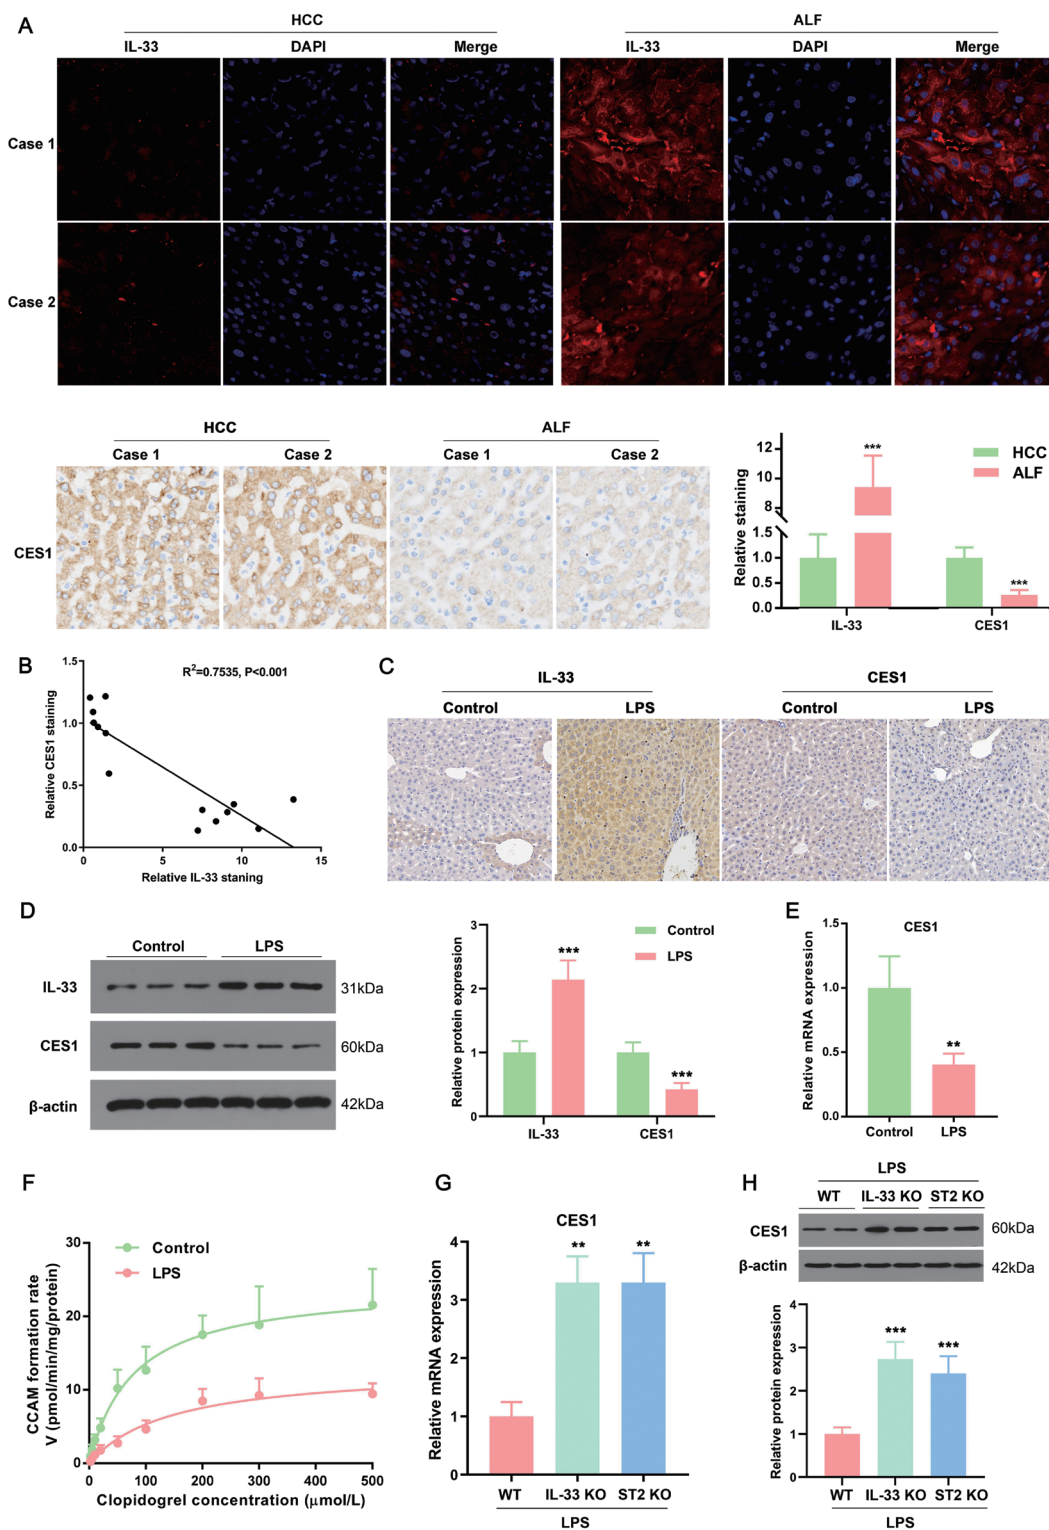 A
HCC
ALF
IL-33 DAPI Merge IL-33 DAPI Merge
Case 1
Case 2
HCC
ALF
Case 1 Case 2 Case 1 Case 2
CES1
Relative staining
12
10
8
1.5
1.0
0.5
0.0
***
***
HCC
ALF
IL-33 CES1
B
R²=0.7535, P<0.001
Relative CES1 staining
1.5
1.0
0.5
0.0
0 5 10 15
Relative IL-33 staning
C
IL-33 CES1
Control LPS Control LPS
D
Control LPS
IL-33 31kDa
CES1 60kDa
β-actin 42kDa
Relative protein expression
3
2
1
0
***
***
Control
LPS
IL-33 CES1
E
CES1
Relative mRNA expression
1.5
1.0
0.5
0.0
**
Control LPS
F
CCAM formation rate
V (pmol/min/mg/protein)
30
20
10
0
Control
LPS
0 100 200 300 400 500
Clopidogrel concentration (μmol/L)
G
CES1
Relative mRNA expression
4
3
2
1
0
** **
WT IL-33 KO ST2 KO
LPS
H
LPS
WT IL-33 KO ST2 KO
CES1 60kDa
β-actin 42kDa
Relative protein expression
4
3
2
1
0
*** ***
WT IL-33 KO ST2 KO
LPS